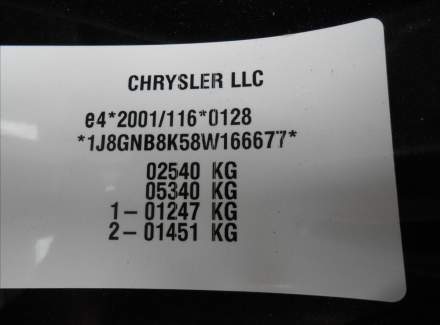 CHRYSLER LLC
e4*2001/116*0128
*1J8GNB8K58W166677*
02540 KG
05340 KG
1-01247 KG
2-01451 KG